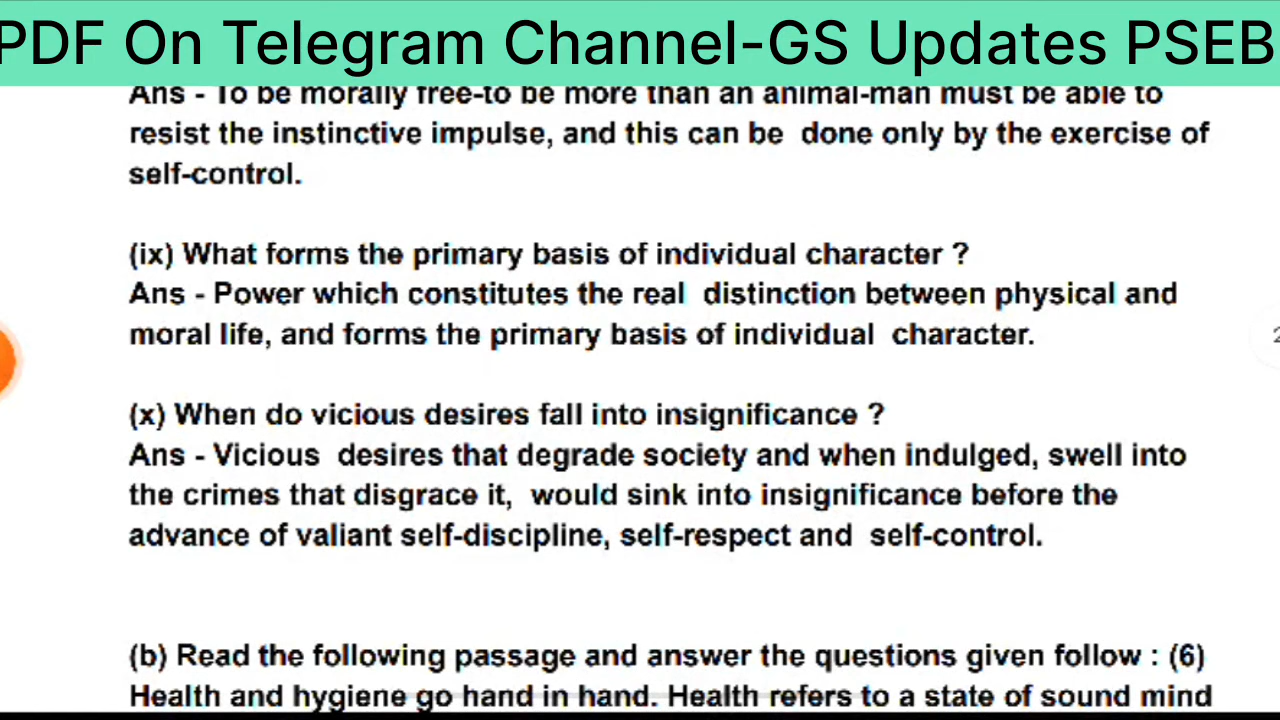 PDF On Telegram Channel-GS Updates PSEB
Ans - To be morally free-to be more than an animal-man must be able to
resist the instinctive impulse, and this can be done only by the exercise of
self-control.
(ix) What forms the primary basis of individual character ?
Ans - Power which constitutes the real distinction between physical and
moral life, and forms the primary basis of individual character.
2
(x) When do vicious desires fall into insignificance ?
Ans - Vicious desires that degrade society and when indulged, swell into
the crimes that disgrace it, would sink into insignificance before the
advance of valiant self-discipline, self-respect and self-control.
(b) Read the following passage and answer the questions given follow : (6)
Health and hygiene go hand in hand. Health refers to a state of sound mind